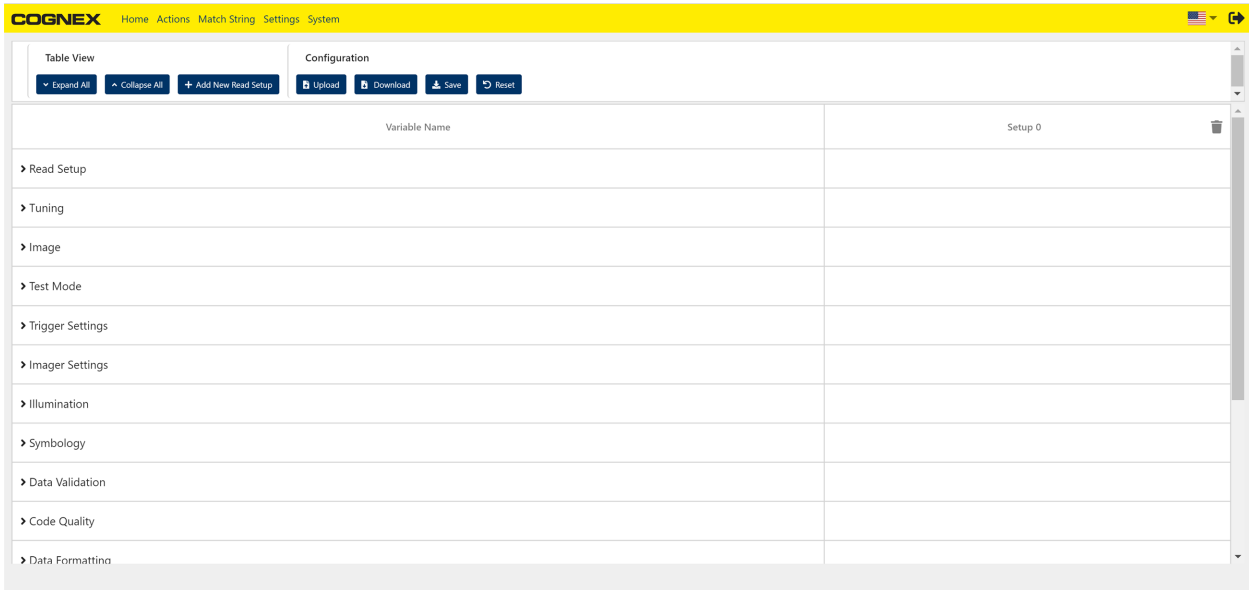 COGNEX Home Actions Match String Settings System
Table View Configuration
Expand All Collapse All Add New Read Setup Upload Download Save Reset
Variable Name Setup 0
Read Setup
Tuning
Image
Test Mode
Trigger Settings
Imager Settings
Illumination
Symbology
Data Validation
Code Quality
Data Formatting